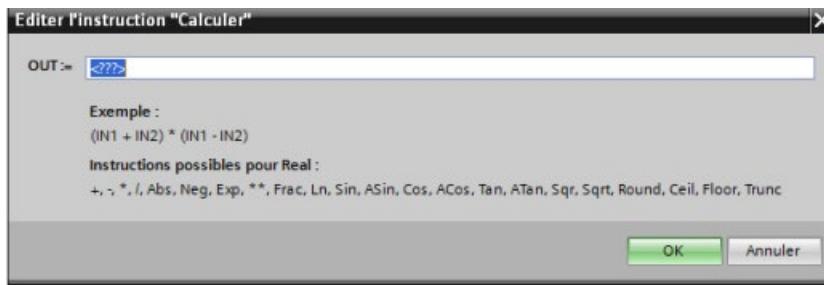 Editer l'instruction "Calculer"
OUT := <???>
Exemple :
(IN1 + IN2) * (IN1 - IN2)
Instructions possibles pour Real :
+, -, *, /, Abs, Neg, Exp, **, Frac, Ln, Sin, ASin, Cos, ACos, Tan, ATan, Sqr, Sqrt, Round, Ceil, Floor, Trunc
OK Annuler